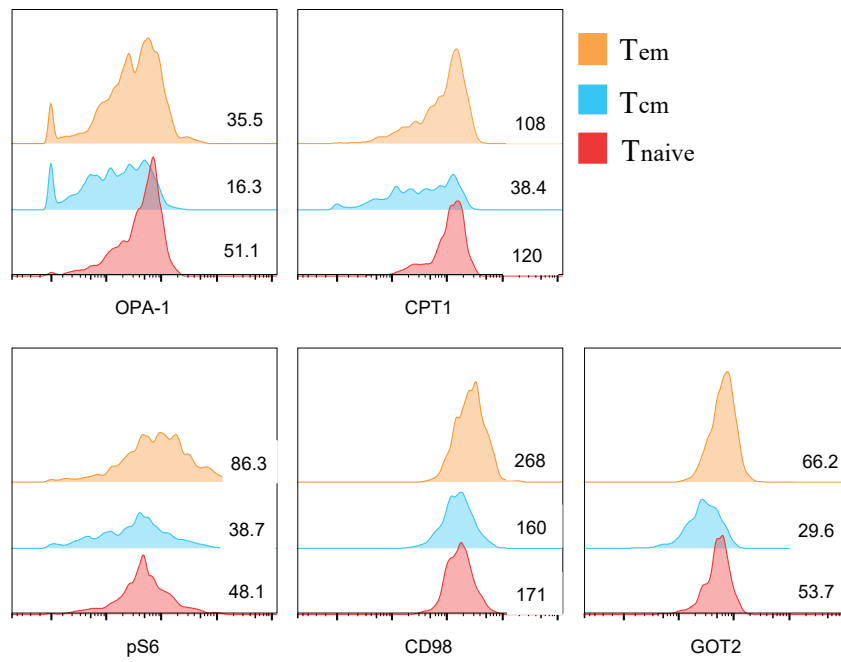 Tem
Tcm
Tnaive
35.5
16.3
51.1
OPA-1
108
38.4
120
CPT1
86.3
38.7
48.1
pS6
268
160
171
CD98
66.2
29.6
53.7
GOT2